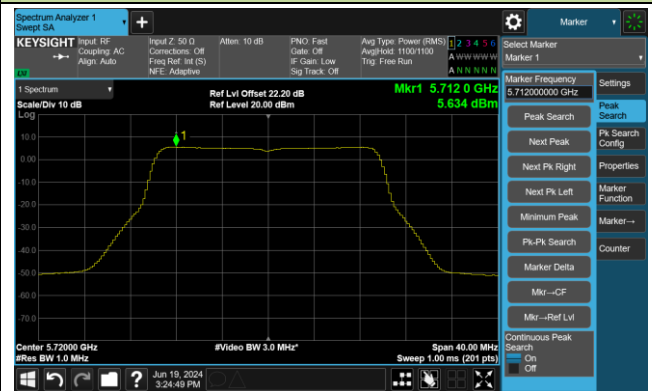 Spectrum Analyzer 1
Swept SA
Marker
KEYSIGHT
Input: RF
Coupling: AC
Align: Auto
Input Z: 50 Ω
Corrections: Off
Freq Ref: Int (S)
NFE: Adaptive
Atten: 10 dB
PNO: Fast
Gate: Off
IF Gain: Low
Sig Track: Off
Avg Type: Power (RMS)
Avg|Hold: 1100/1100
Trig: Free Run
1 2 3 4 5 6
A W W W W W
A N N N N N
LXI
Select Marker
Marker 1
1 Spectrum
Scale/Div 10 dB
Log
Ref Lvl Offset 22.20 dB
Ref Level 20.00 dBm
Mkr1 5.712 0 GHz
5.634 dBm
1
10.0
0.00
-10.0
-20.0
-30.0
-40.0
-50.0
-60.0
-70.0
Center 5.72000 GHz
#Res BW 1.0 MHz
#Video BW 3.0 MHz*
Span 40.00 MHz
Sweep 1.00 ms (201 pts)
Marker Frequency
5.712000000 GHz
Peak Search
Next Peak
Next Pk Right
Next Pk Left
Minimum Peak
Pk-Pk Search
Marker Delta
Mkr→CF
Mkr→Ref Lvl
Continuous Peak
Search
On
Off
Settings
Peak
Search
Pk Search
Config
Properties
Marker
Function
Marker→
Counter
Jun 19, 2024
3:24:49 PM